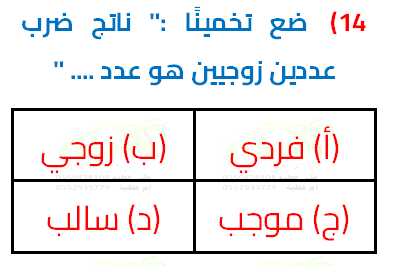 14) ضع تخمينًا :" ناتج ضرب
عددين زوجيين هو عدد .... "
(أ) فردي
(ب) زوجي
(ج) موجب
(د) سالب